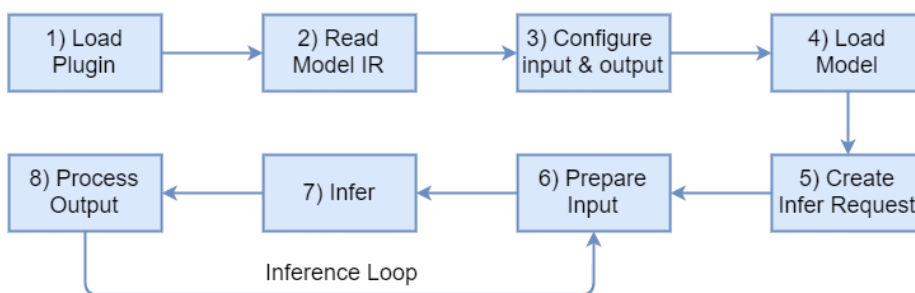 1) Load
Plugin
2) Read
Model IR
3) Configure
input & output
4) Load
Model
5) Create
Infer Request
6) Prepare
Input
7) Infer
8) Process
Output
Inference Loop